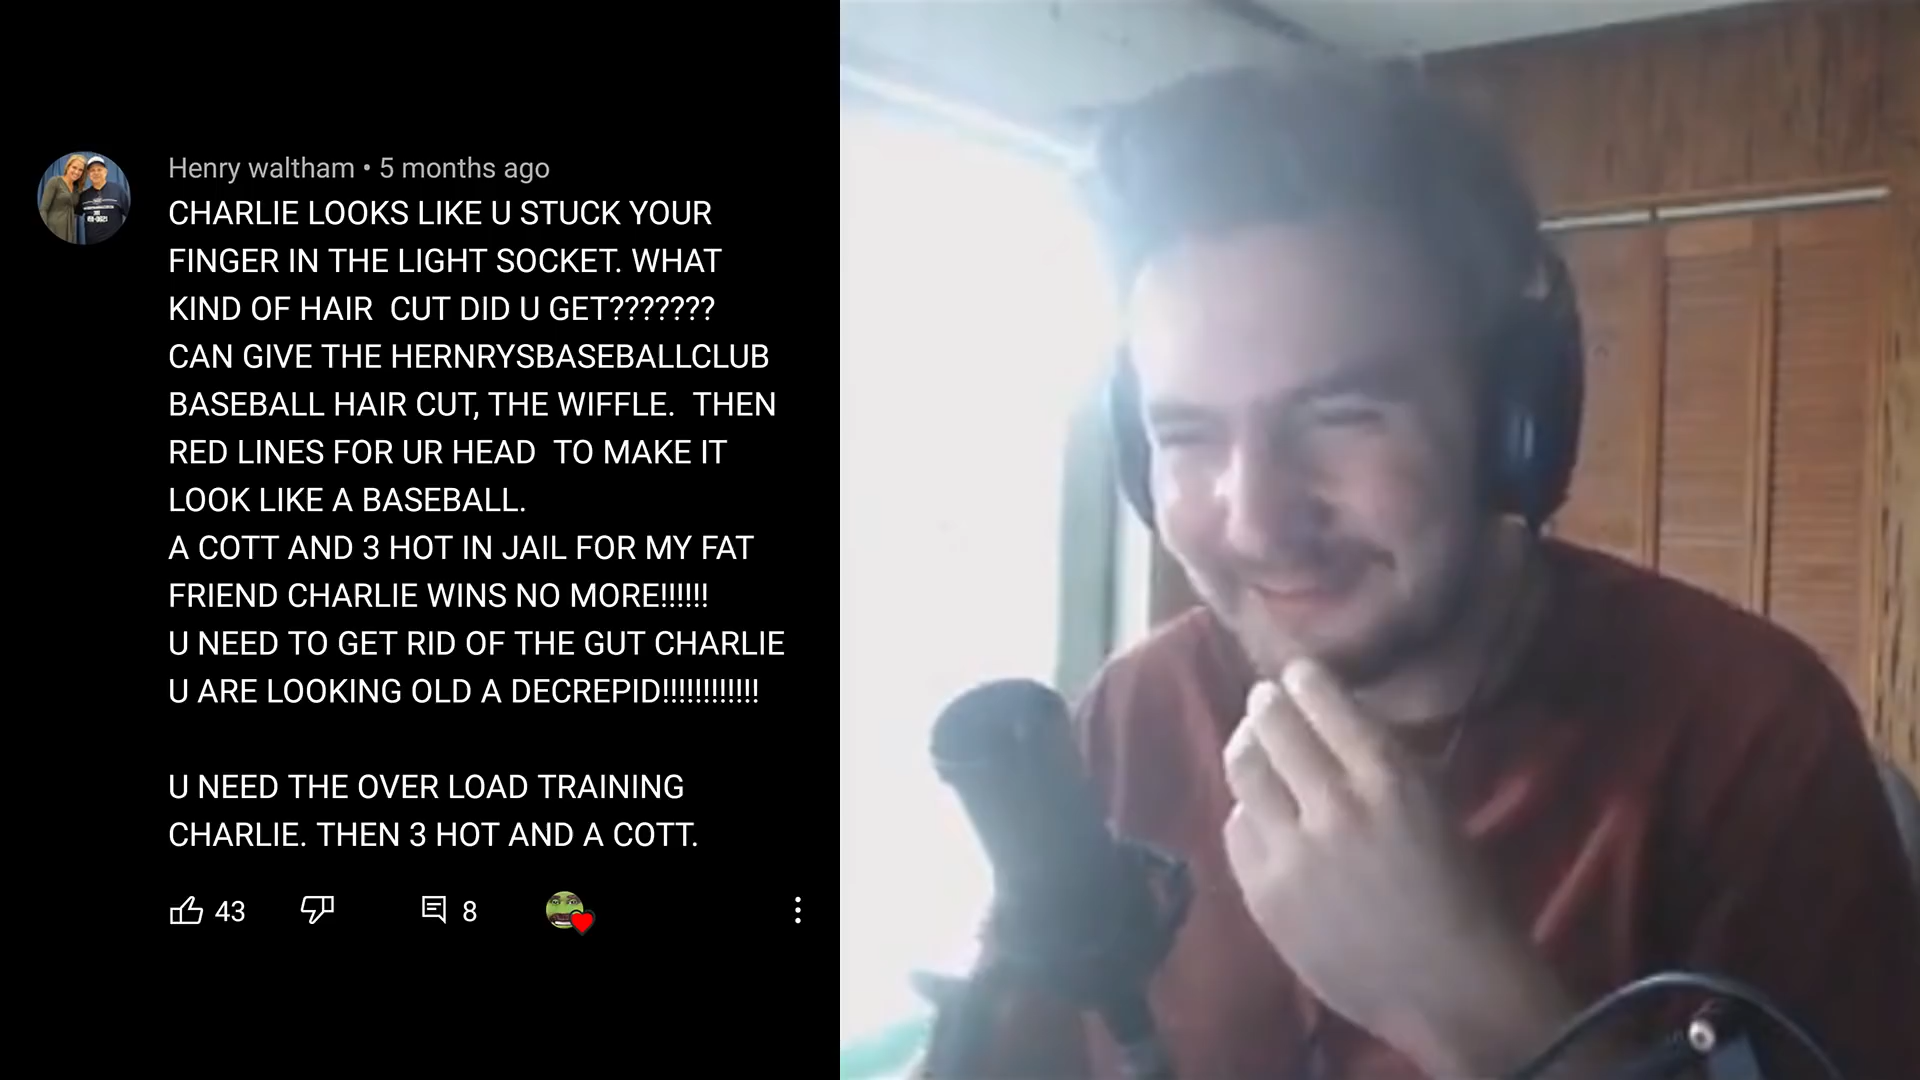 Henry waltham • 5 months ago
CHARLIE LOOKS LIKE U STUCK YOUR
FINGER IN THE LIGHT SOCKET. WHAT
KIND OF HAIR  CUT DID U GET???????
CAN GIVE THE HERNRYSBASEBALLCLUB
BASEBALL HAIR CUT, THE WIFFLE.  THEN
RED LINES FOR UR HEAD  TO MAKE IT
LOOK LIKE A BASEBALL.
A COTT AND 3 HOT IN JAIL FOR MY FAT
FRIEND CHARLIE WINS NO MORE!!!!!!
U NEED TO GET RID OF THE GUT CHARLIE
U ARE LOOKING OLD A DECREPID!!!!!!!!!!!!
U NEED THE OVER LOAD TRAINING
CHARLIE. THEN 3 HOT AND A COTT.
43
8